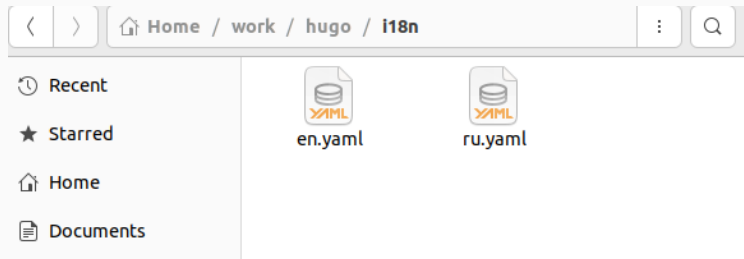 Home / work / hugo / i18n
Recent
Starred
Home
Documents
YAML YAML
en.yaml ru.yaml